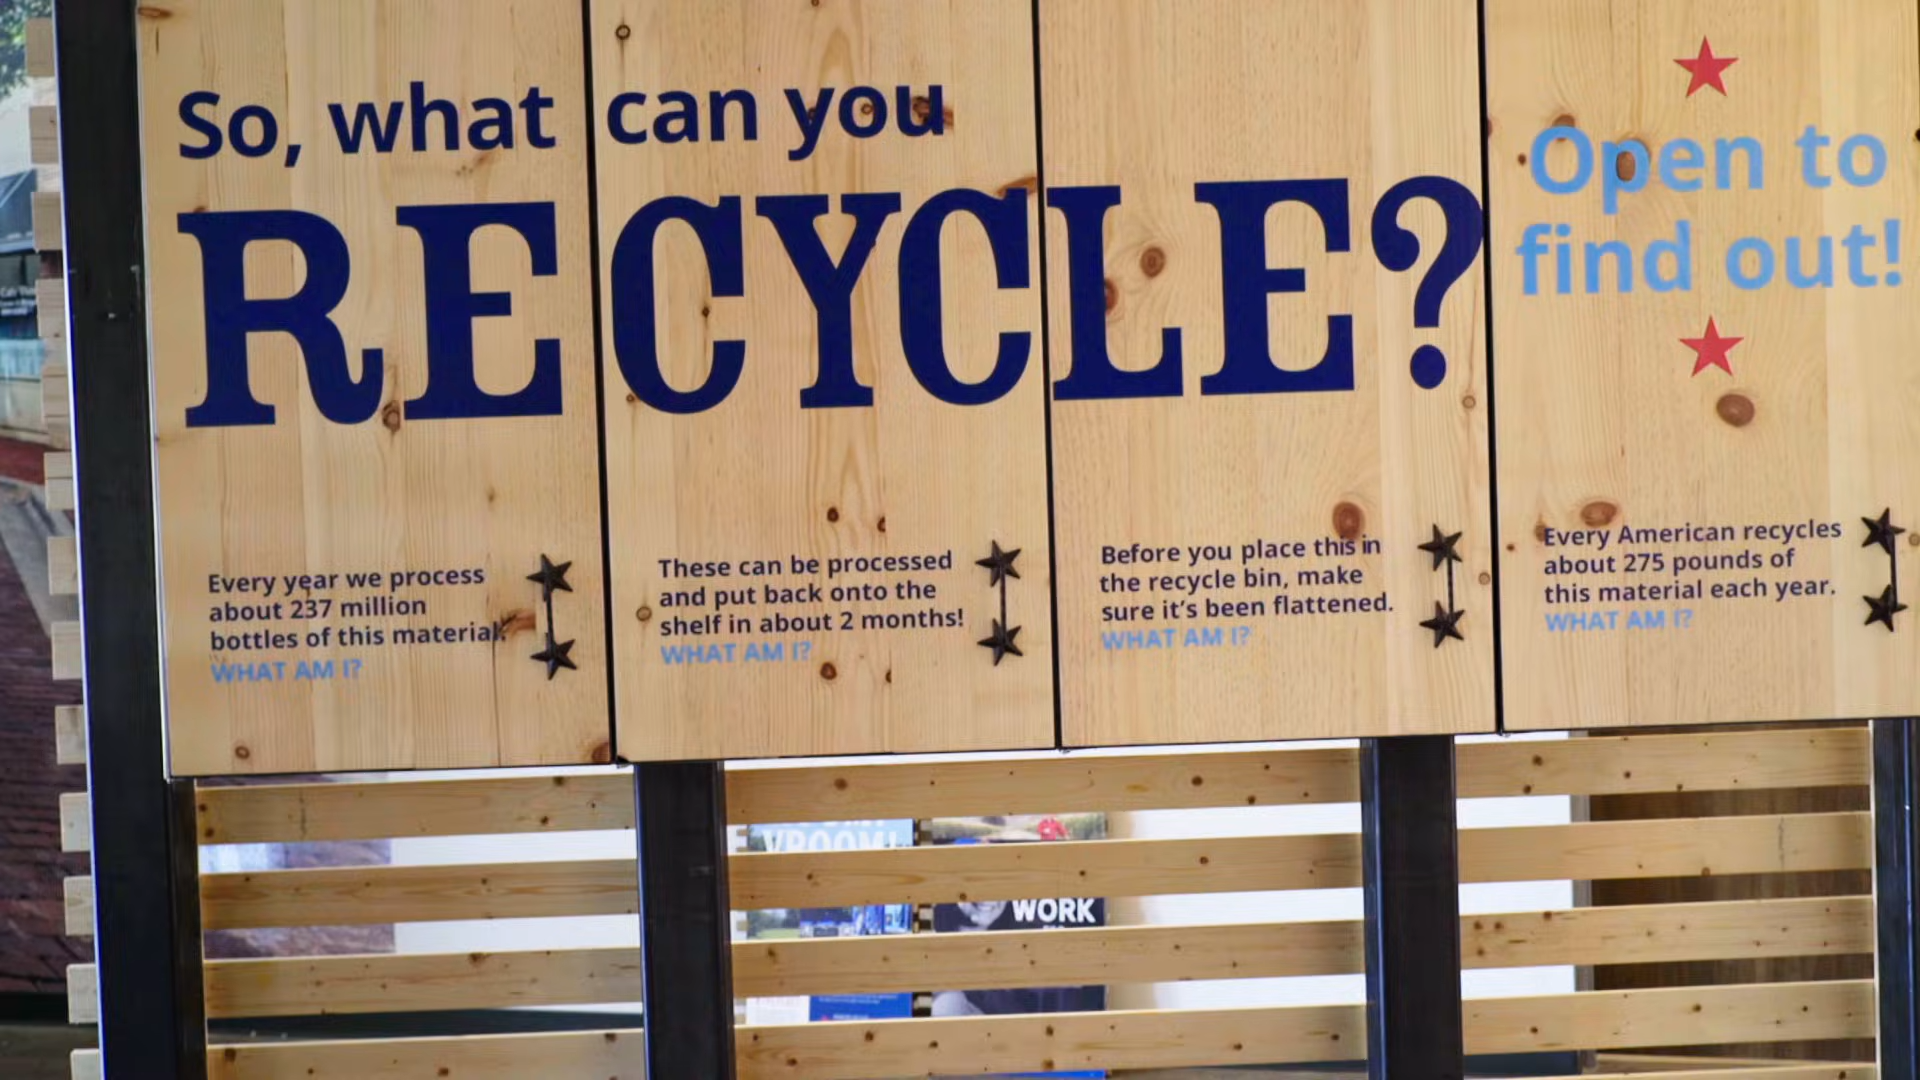 So, what can you
RECYCLE?
Open to
find out!
Every year we process
about 237 million
bottles of this material.
WHAT AM I?
These can be processed
and put back onto the
shelf in about 2 months!
WHAT AM I?
Before you place this in
the recycle bin, make
sure it's been flattened.
WHAT AM I?
Every American recycles
about 275 pounds of
this material each year.
WHAT AM I?
VROOM!
WORK